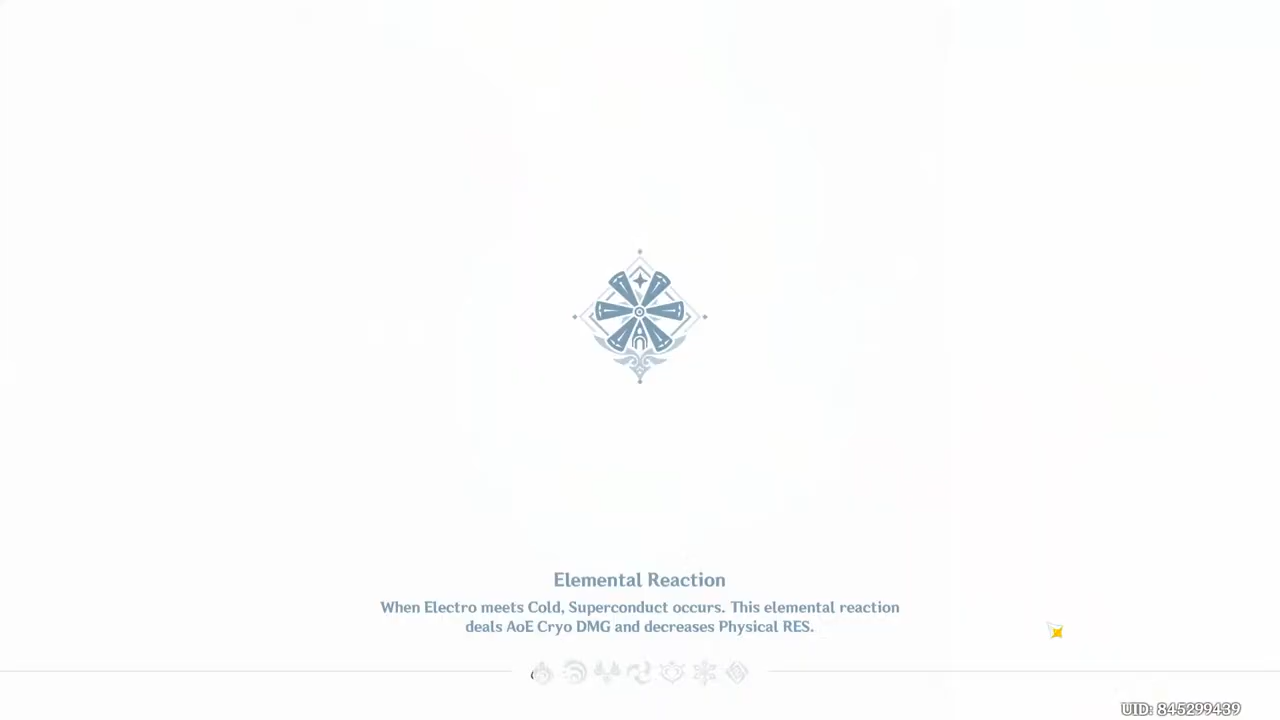 Elemental Reaction
When Electro meets Cold, Superconduct occurs. This elemental reaction
deals AoE Cryo DMG and decreases Physical RES.
UID: 845299439